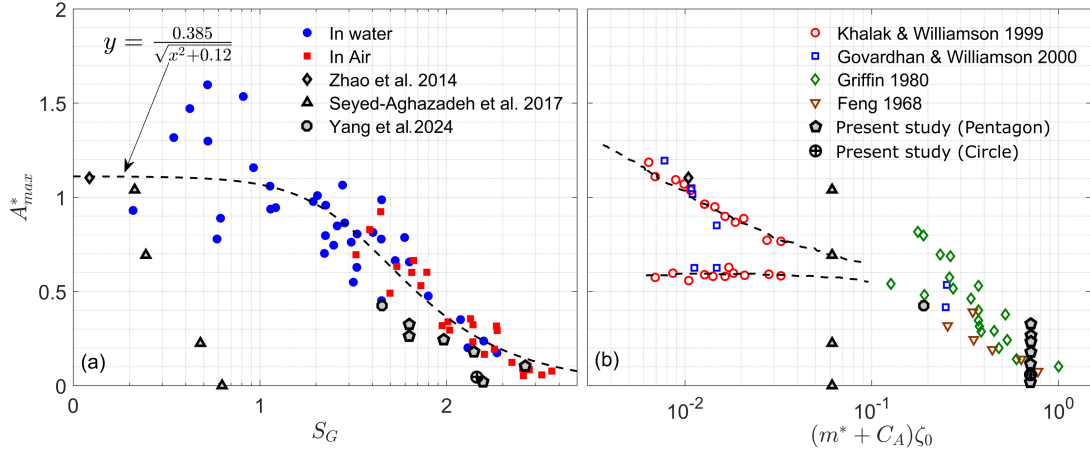 2
1.5
1
0.5
0
A*max
y = 0.385 / √(x²+0.12)
In water
In Air
Zhao et al. 2014
Seyed-Aghazadeh et al. 2017
Yang et al.2024
(a)
0
1
2
S_G
Khalak & Williamson 1999
Govardhan & Williamson 2000
Griffin 1980
Feng 1968
Present study (Pentagon)
Present study (Circle)
(b)
10⁻²
10⁻¹
10⁰
(m* + C_A)ζ₀